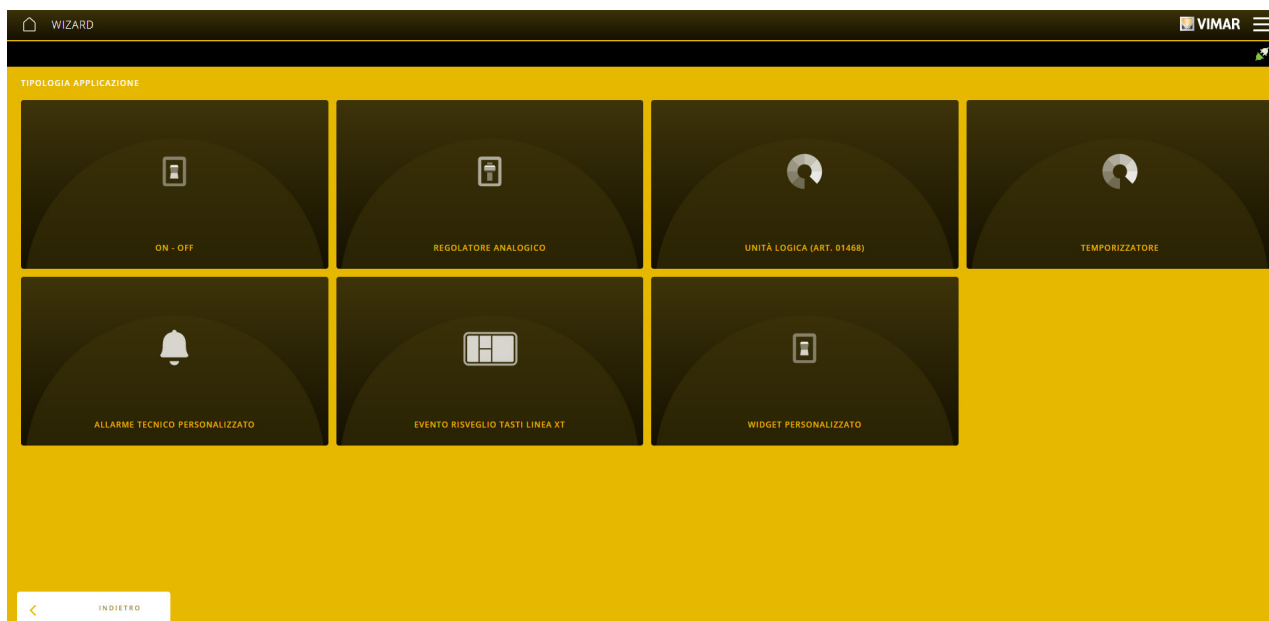 WIZARD
VIMAR
TIPOLOGIA APPLICAZIONE
ON - OFF
REGOLATORE ANALOGICO
UNITÀ LOGICA (ART. 01468)
TEMPORIZZATORE
ALLARME TECNICO PERSONALIZZATO
EVENTO RISVEGLIO TASTI LINEA XT
WIDGET PERSONALIZZATO
INDIETRO